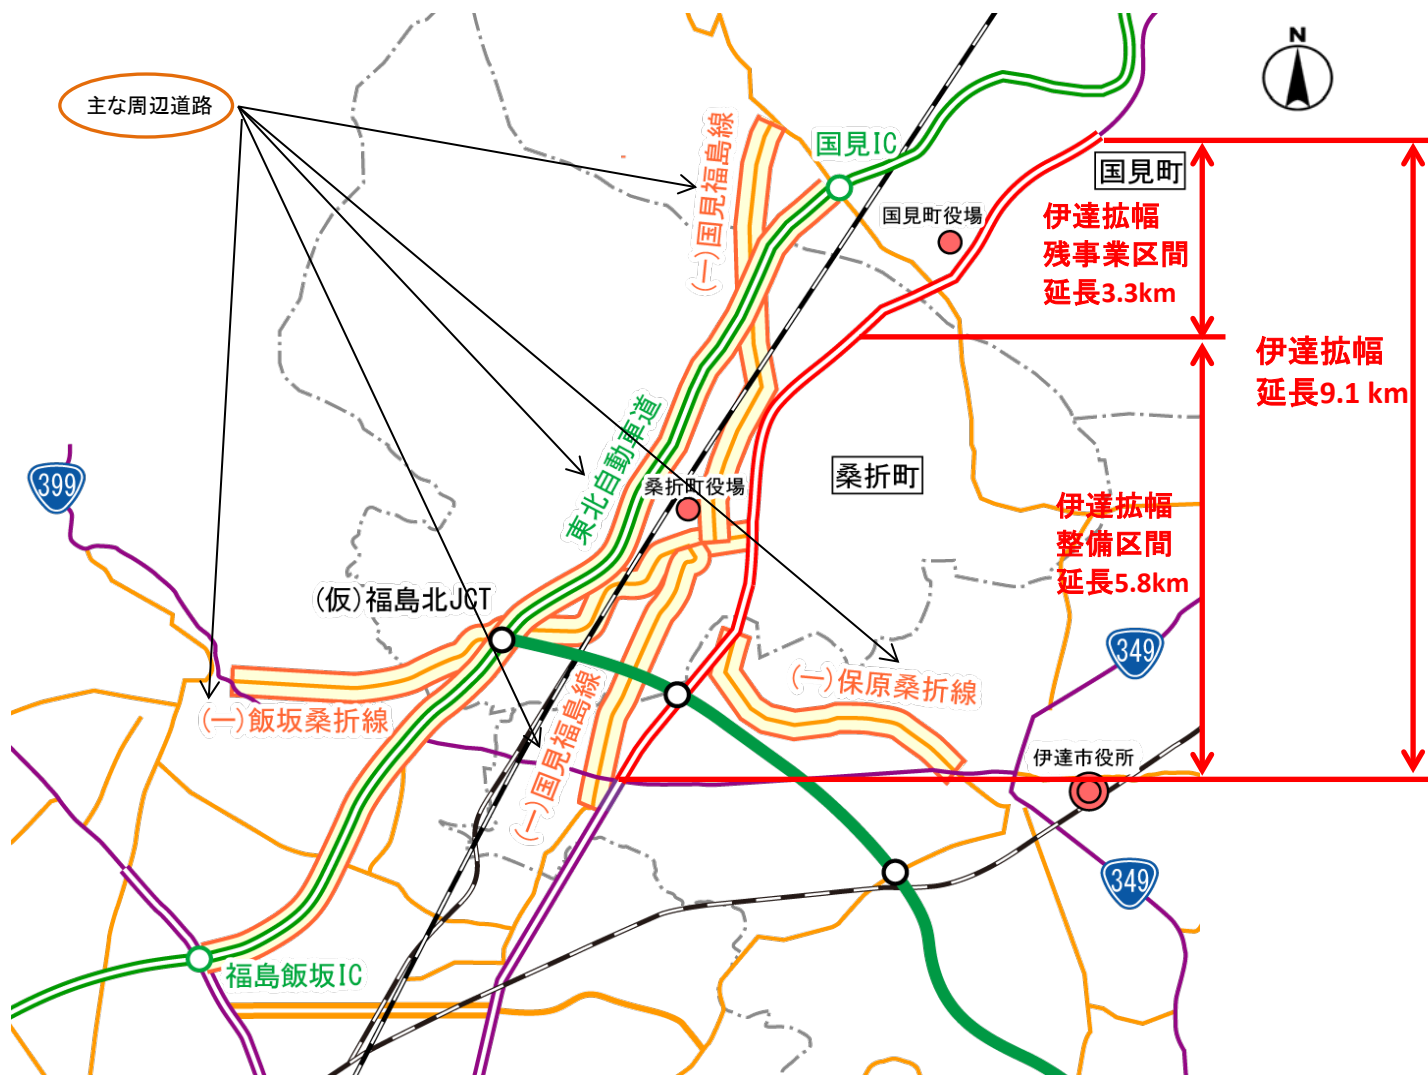 N
主な周辺道路
(一)国見福島線
国見IC
国見町
国見町役場
伊達拡幅
残事業区間
延長3.3km
伊達拡幅
延長9.1 km
東北自動車道
桑折町役場
桑折町
399
伊達拡幅
整備区間
延長5.8km
(仮)福島北JCT
349
(一)保原桑折線
(一)飯坂桑折線
(一)国見福島線
伊達市役所
349
福島飯坂IC